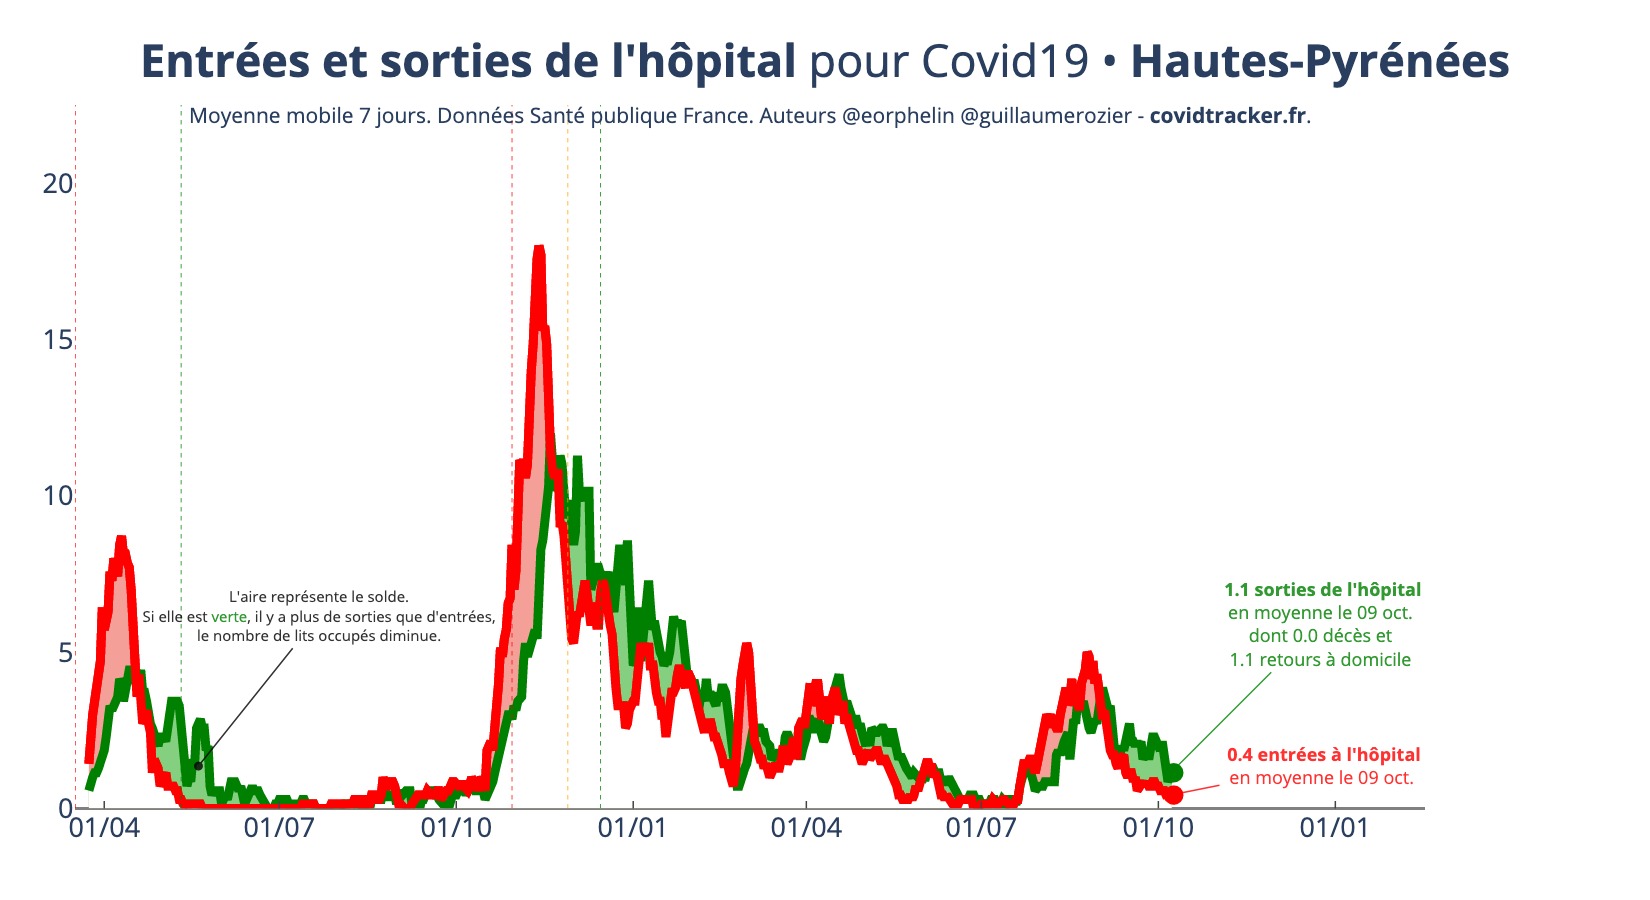 Entrées et sorties de l'hôpital pour Covid19 • Hautes-Pyrénées
Moyenne mobile 7 jours. Données Santé publique France. Auteurs @eorphelin @guillaumerozier - covidtracker.fr.
20
15
10
5
0
L'aire représente le solde.
Si elle est verte, il y a plus de sorties que d'entrées,
le nombre de lits occupés diminue.
1.1 sorties de l'hôpital
en moyenne le 09 oct.
dont 0.0 décès et
1.1 retours à domicile
0.4 entrées à l'hôpital
en moyenne le 09 oct.
01/04 01/07 01/10 01/01 01/04 01/07 01/10 01/01